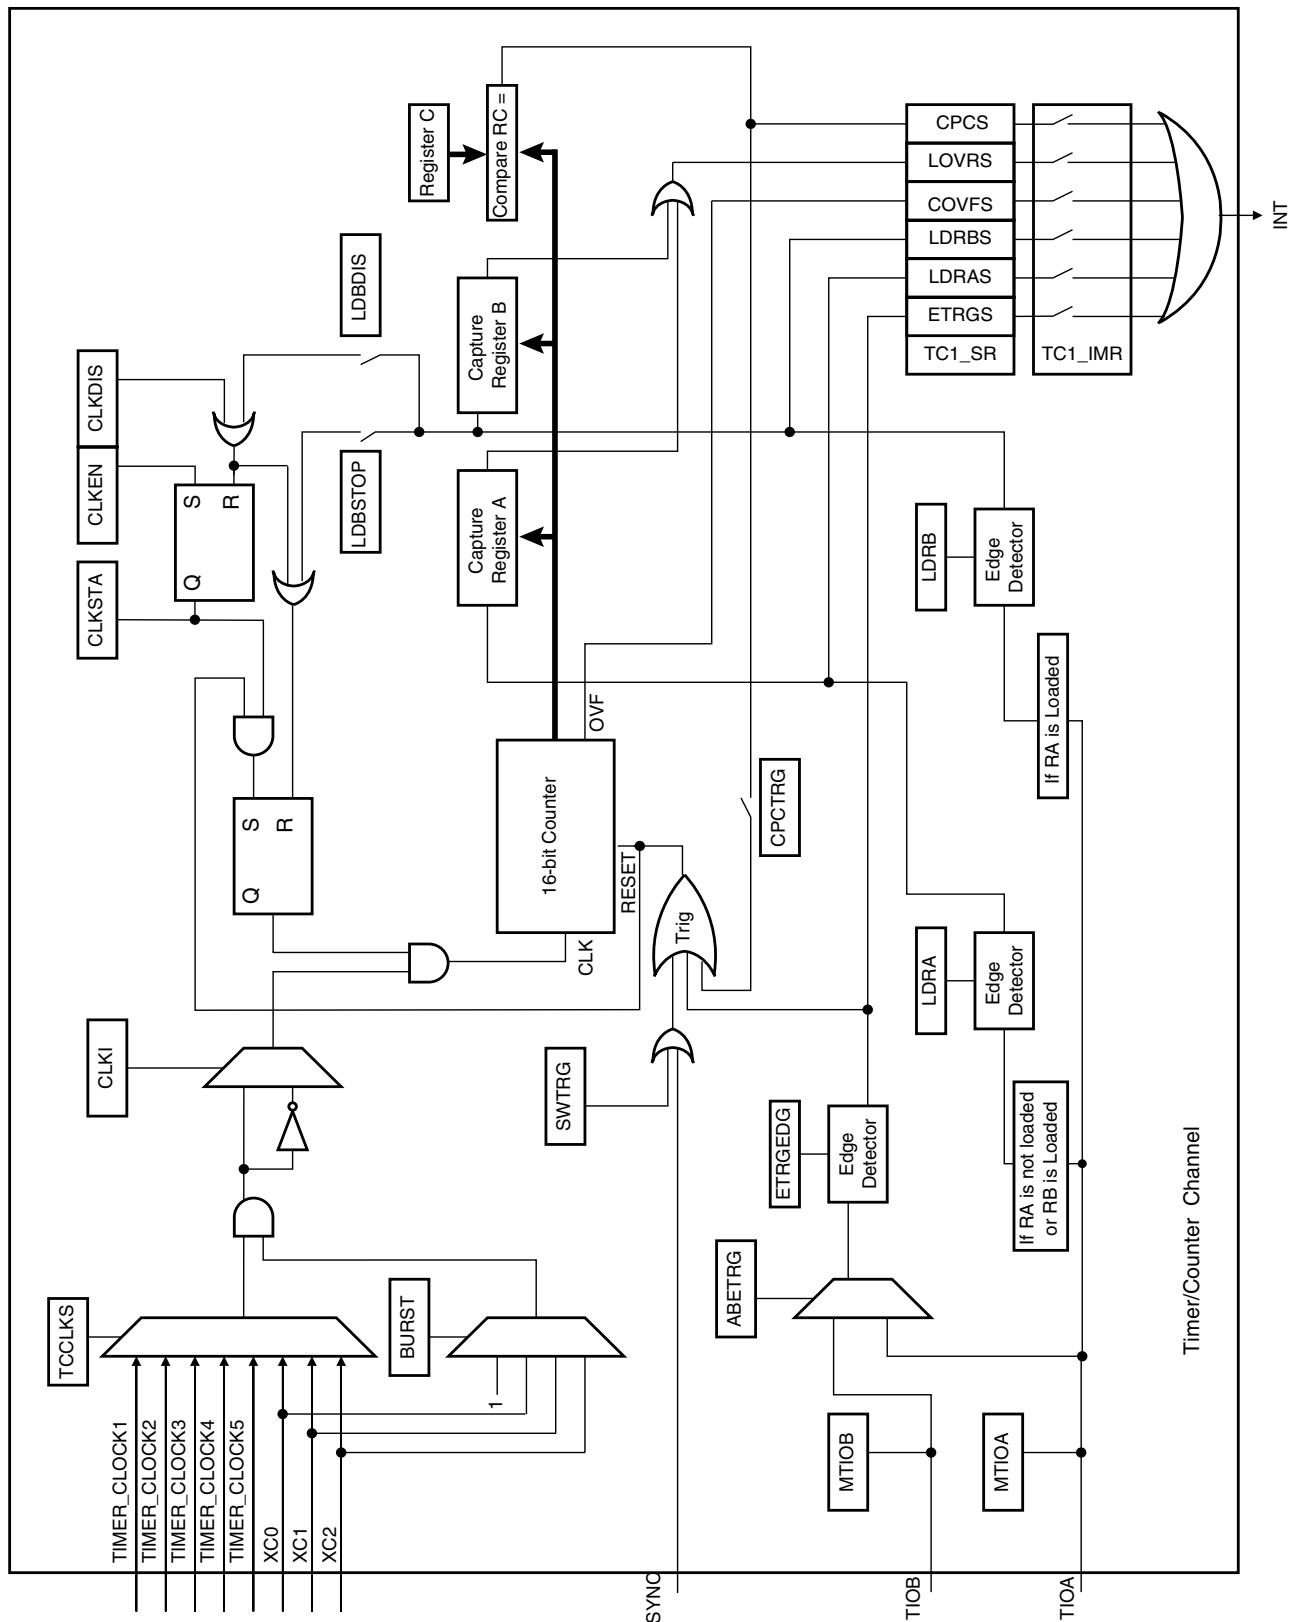 TIMER_CLOCK1
TIMER_CLOCK2
TIMER_CLOCK3
TIMER_CLOCK4
TIMER_CLOCK5
XC0
XC1
XC2
TCCLKS
CLKI
CLKSTA
CLKEN
CLKDIS
Q
S
R
Q
S
R
BURST
1
LDBSTOP
LDBDIS
Register C
Compare RC =
Capture
Register A
Capture
Register B
16-bit Counter
CLK
RESET
OVF
SYNC
SWTRG
Trig
CPCTRG
ABETRG
ETRGEDG
Edge
Detector
MTIOB
TIOB
MTIOA
TIOA
If RA is not loaded
or RB is Loaded
LDRA
Edge
Detector
If RA is Loaded
LDRB
Edge
Detector
CPCS
LOVRS
COVFS
LDRBS
LDRAS
ETRGS
TC1_SR
TC1_IMR
INT
Timer/Counter Channel